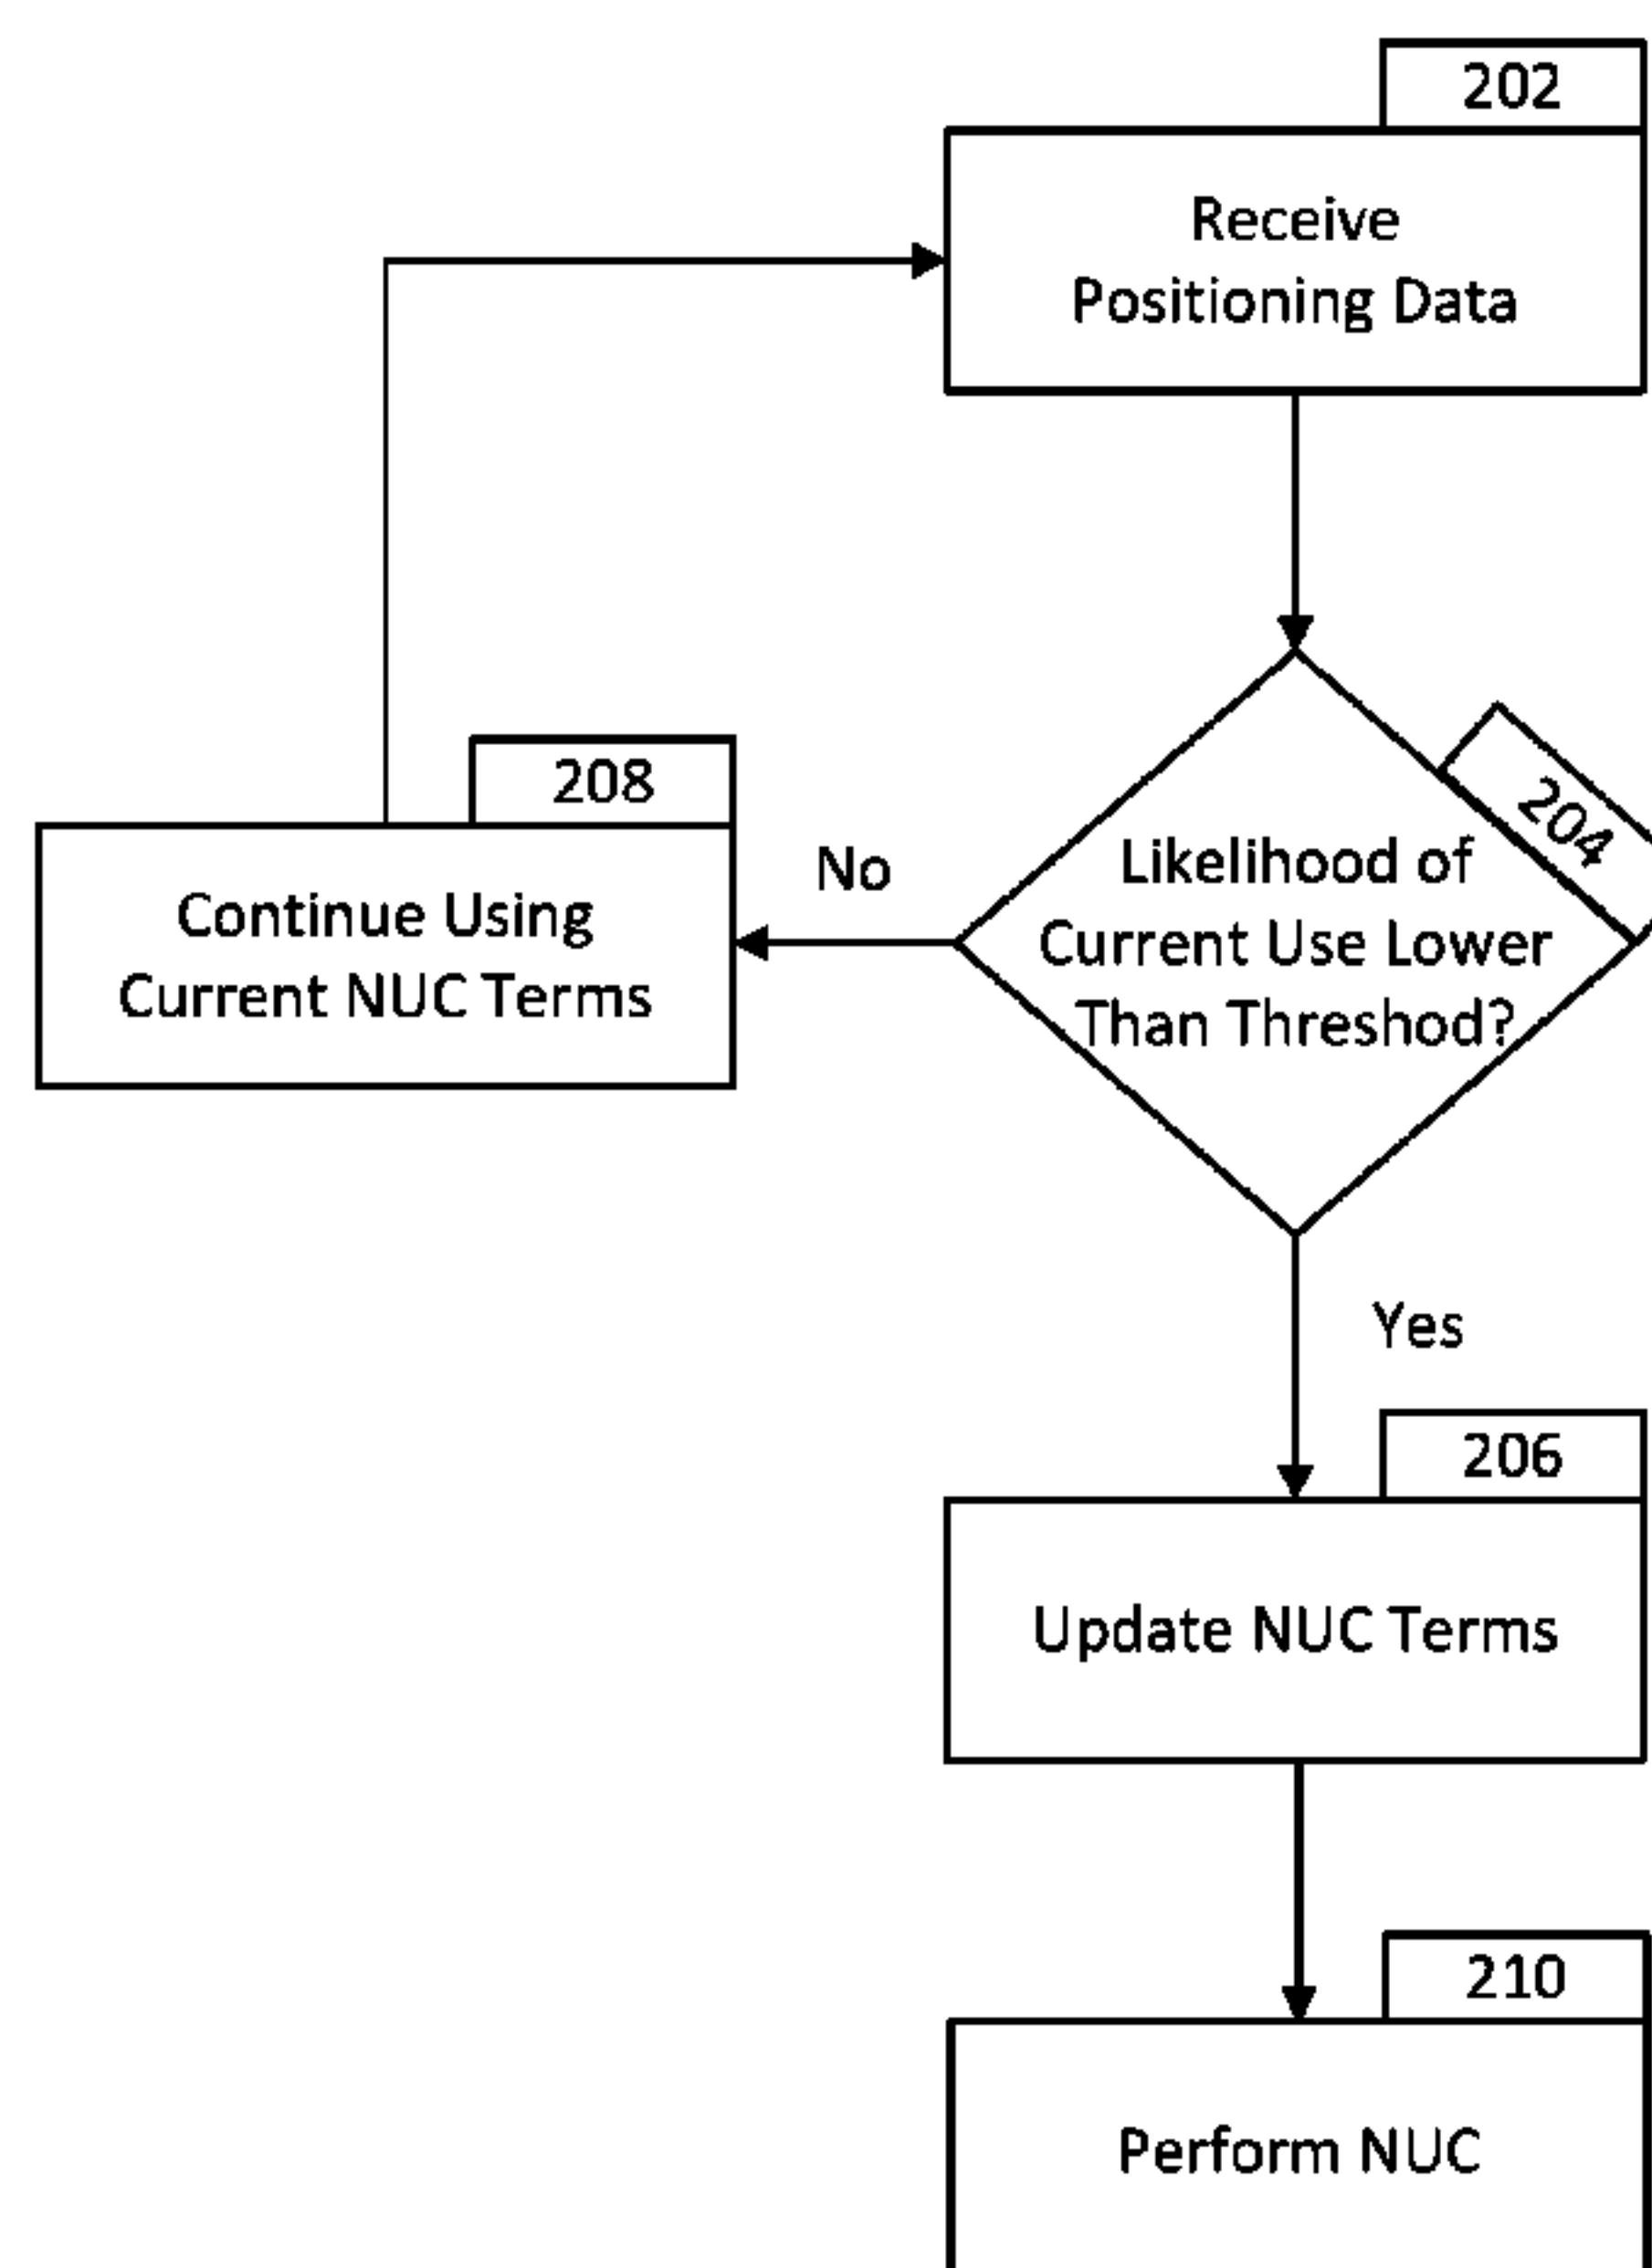 202
Receive
Positioning Data
204
Likelihood of
Current Use Lower
Than Threshod?
No
208
Continue Using
Current NUC Terms
Yes
206
Update NUC Terms
210
Perform NUC